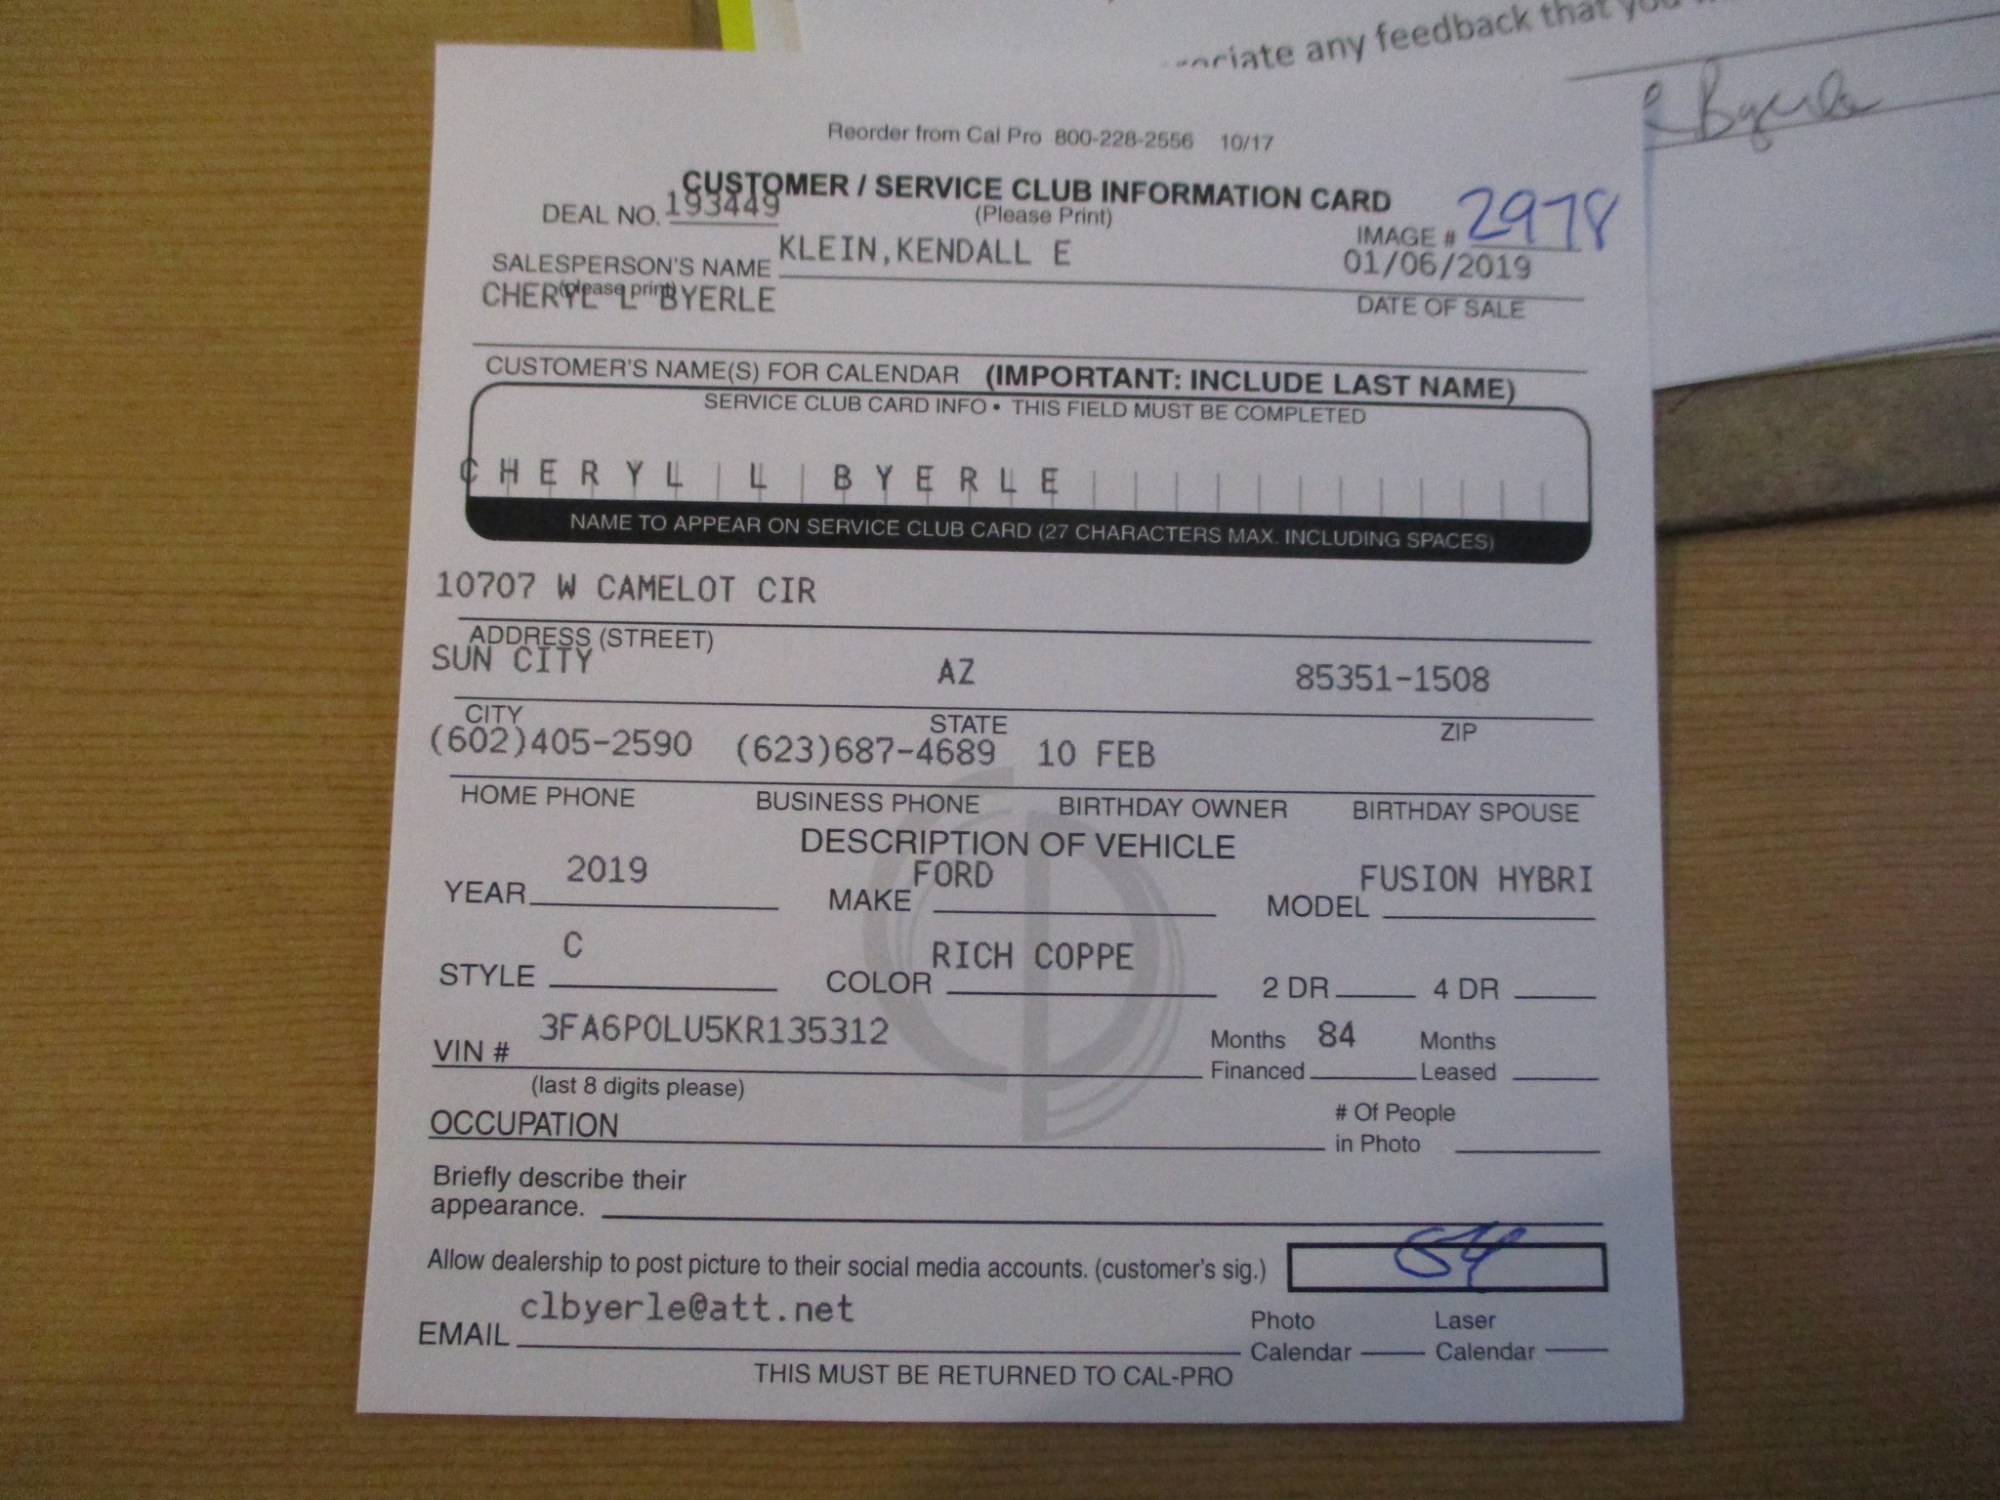 ciate any feedback that you
Byerle
Reorder from Cal Pro 800-228-2556 10/17
CUSTOMER / SERVICE CLUB INFORMATION CARD
(Please Print)
DEAL NO. 193449
IMAGE # 2978
SALESPERSON'S NAME KLEIN,KENDALL E 01/06/2019
(please print) DATE OF SALE
CHERYL L BYERLE
CUSTOMER'S NAME(S) FOR CALENDAR (IMPORTANT: INCLUDE LAST NAME)
SERVICE CLUB CARD INFO • THIS FIELD MUST BE COMPLETED
CHERYL L BYERLE
NAME TO APPEAR ON SERVICE CLUB CARD (27 CHARACTERS MAX. INCLUDING SPACES)
10707 W CAMELOT CIR
ADDRESS (STREET)
SUN CITY AZ 85351-1508
CITY STATE ZIP
(602)405-2590 (623)687-4689 10 FEB
HOME PHONE BUSINESS PHONE BIRTHDAY OWNER BIRTHDAY SPOUSE
DESCRIPTION OF VEHICLE
YEAR 2019 MAKE FORD MODEL FUSION HYBRI
STYLE C COLOR RICH COPPE 2 DR 4 DR
VIN # 3FA6P0LU5KR135312 Months Financed 84 Months Leased
(last 8 digits please)
OCCUPATION # Of People in Photo
Briefly describe their
appearance.
Allow dealership to post picture to their social media accounts. (customer's sig.)
EMAIL clbyerle@att.net Photo Calendar Laser Calendar
THIS MUST BE RETURNED TO CAL-PRO